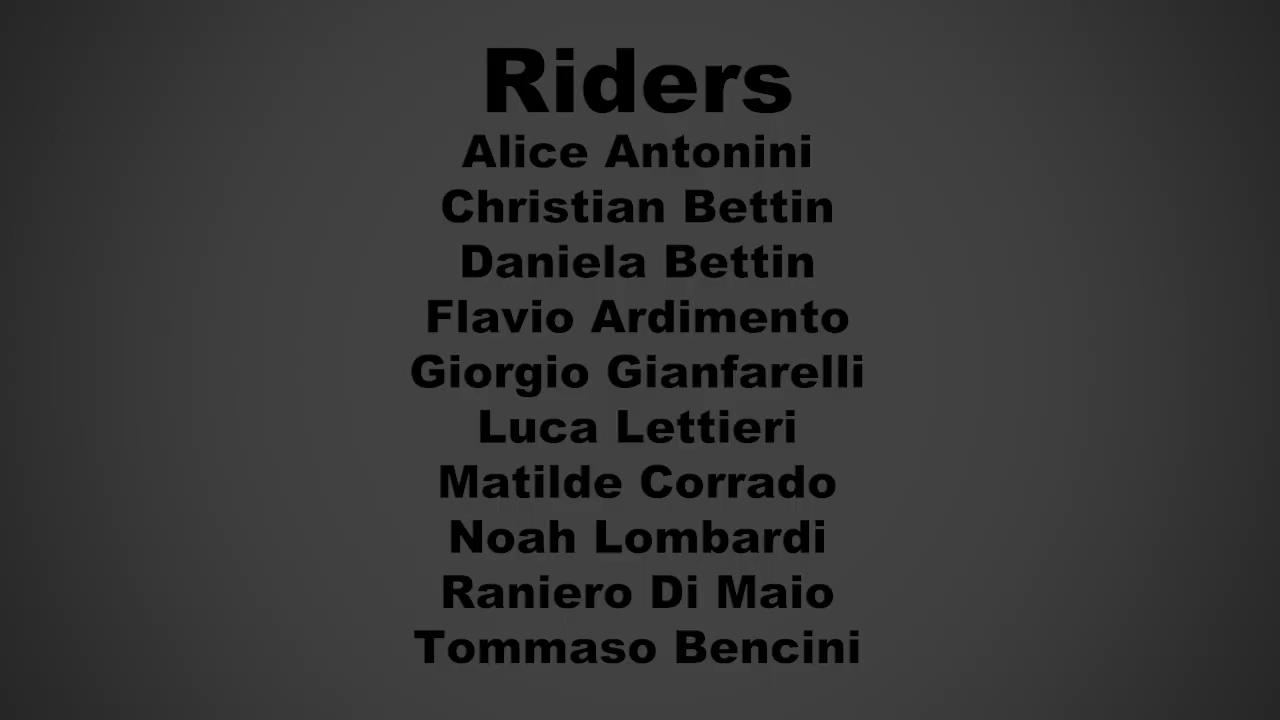 Riders
Alice Antonini
Christian Bettin
Daniela Bettin
Flavio Ardimento
Giorgio Gianfarelli
Luca Lettieri
Matilde Corrado
Noah Lombardi
Raniero Di Maio
Tommaso Bencini